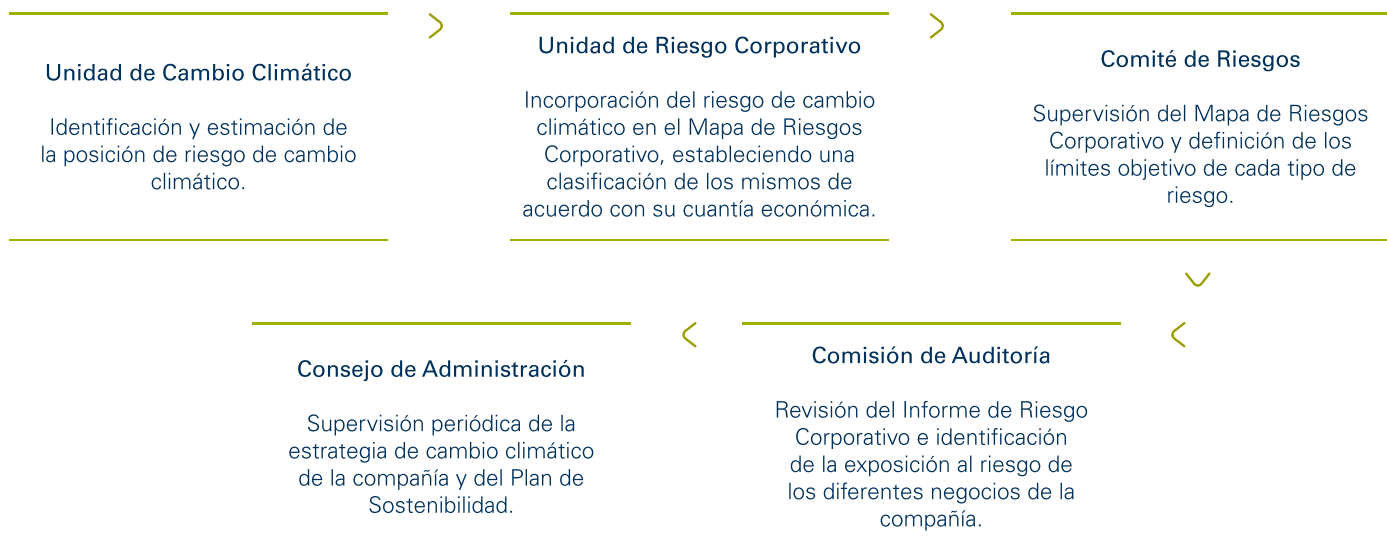 Unidad de Cambio Climático
Identificación y estimación de
la posición de riesgo de cambio
climático.
Unidad de Riesgo Corporativo
Incorporación del riesgo de cambio
climático en el Mapa de Riesgos
Corporativo, estableciendo una
clasificación de los mismos de
acuerdo con su cuantía económica.
Comité de Riesgos
Supervisión del Mapa de Riesgos
Corporativo y definición de los
límites objetivo de cada tipo de
riesgo.
Comisión de Auditoría
Revisión del Informe de Riesgo
Corporativo e identificación
de la exposición al riesgo de
los diferentes negocios de la
compañía.
Consejo de Administración
Supervisión periódica de la
estrategia de cambio climático
de la compañía y del Plan de
Sostenibilidad.